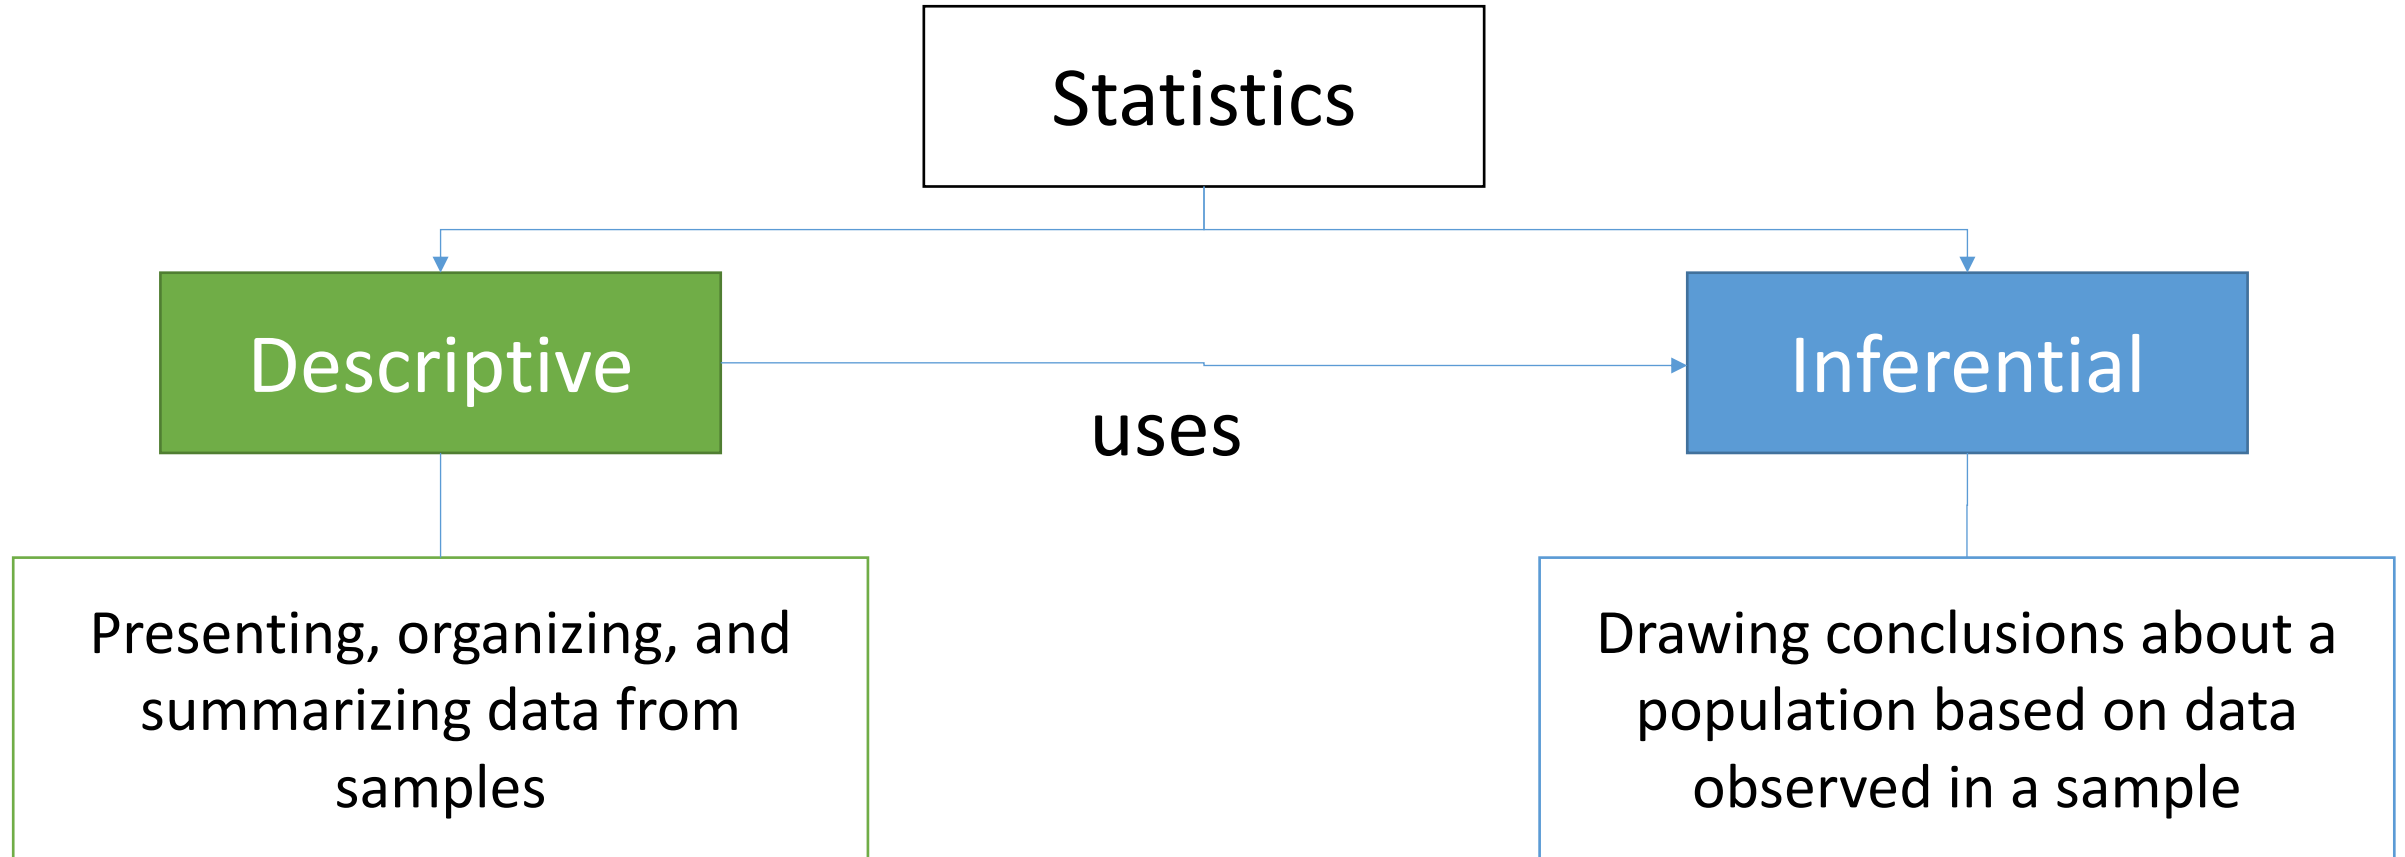 Statistics
Descriptive
Inferential
uses
Presenting, organizing, and
summarizing data from
samples
Drawing conclusions about a
population based on data
observed in a sample